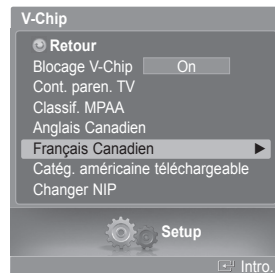 V-Chip
Retour
Blocage V-Chip On
Cont. paren. TV
Classif. MPAA
Anglais Canadien
Français Canadien
Catég. américaine téléchargeable
Changer NIP
Setup
Intro.